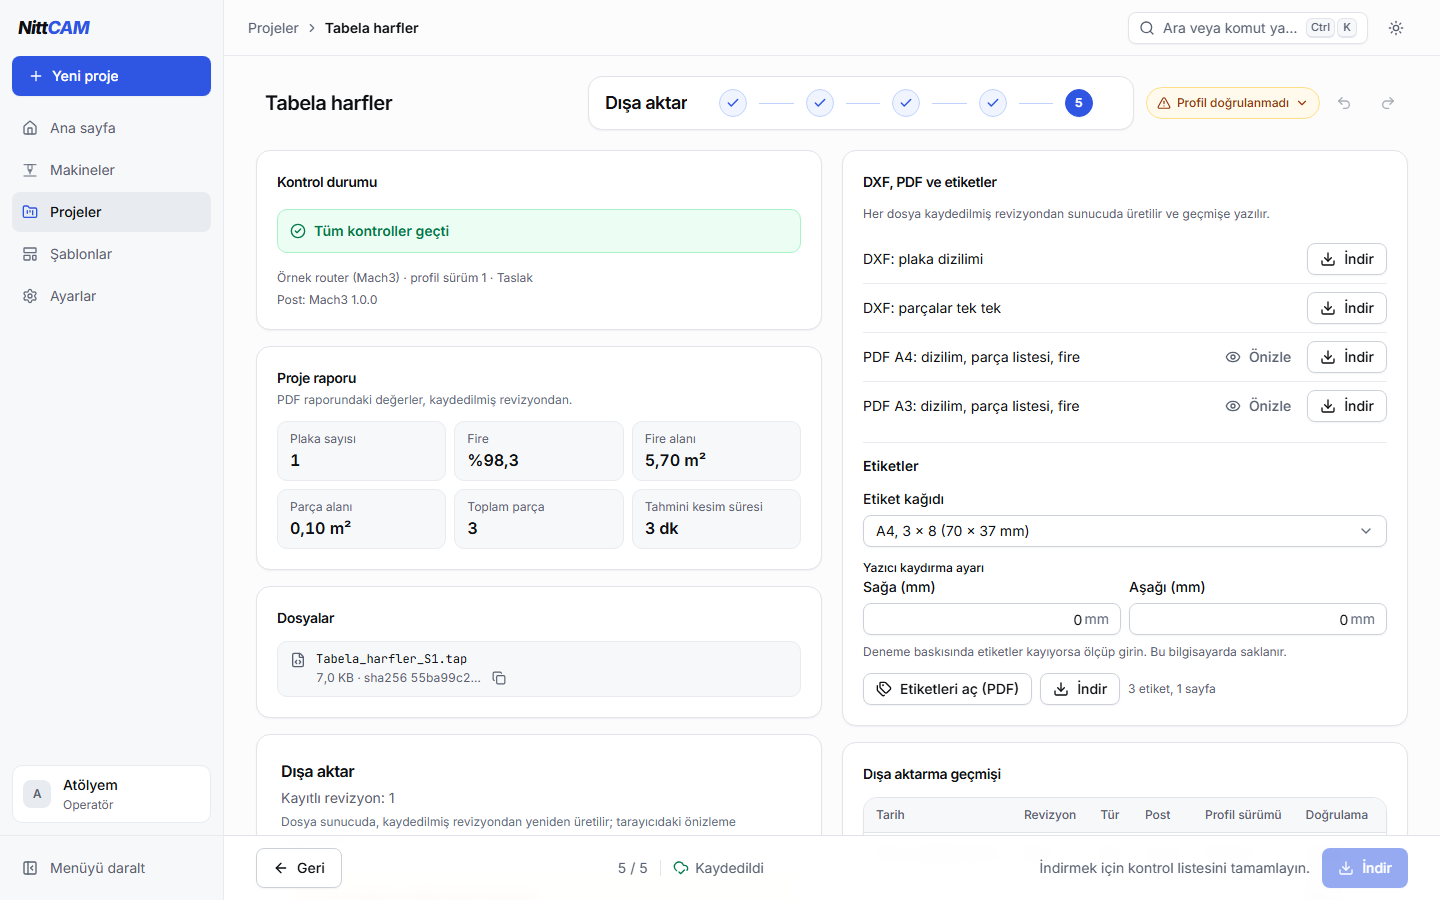 NittCAM
Yeni proje
Ana sayfa
Makineler
Projeler
Şablonlar
Ayarlar
A
Atölyem
Operatör
Menüyü daralt
Projeler > Tabela harfler
Ara veya komut ya... Ctrl K
Tabela harfler
Dışa aktar
5
Profil doğrulanmadı
Kontrol durumu
Tüm kontroller geçti
Örnek router (Mach3) · profil sürüm 1 · Taslak
Post: Mach3 1.0.0
Proje raporu
PDF raporundaki değerler, kaydedilmiş revizyondan.
Plaka sayısı
1
Fire
%98,3
Fire alanı
5,70 m²
Parça alanı
0,10 m²
Toplam parça
3
Tahmini kesim süresi
3 dk
Dosyalar
Tabela_harfler_S1.tap
7,0 KB · sha256 55ba99c2...
Dışa aktar
Kayıtlı revizyon: 1
Dosya sunucuda, kaydedilmiş revizyondan yeniden üretilir; tarayıcıdaki önizleme
DXF, PDF ve etiketler
Her dosya kaydedilmiş revizyondan sunucuda üretilir ve geçmişe yazılır.
DXF: plaka dizilimi İndir
DXF: parçalar tek tek İndir
PDF A4: dizilim, parça listesi, fire Önizle İndir
PDF A3: dizilim, parça listesi, fire Önizle İndir
Etiketler
Etiket kağıdı
A4, 3 × 8 (70 × 37 mm)
Yazıcı kaydırma ayarı
Sağa (mm) Aşağı (mm)
0 mm 0 mm
Deneme baskısında etiketler kayıyorsa ölçüp girin. Bu bilgisayarda saklanır.
Etiketleri aç (PDF) İndir 3 etiket, 1 sayfa
Dışa aktarma geçmişi
Tarih Revizyon Tür Post Profil sürümü Doğrulama
Geri
5 / 5
Kaydedildi
İndirmek için kontrol listesini tamamlayın.
İndir